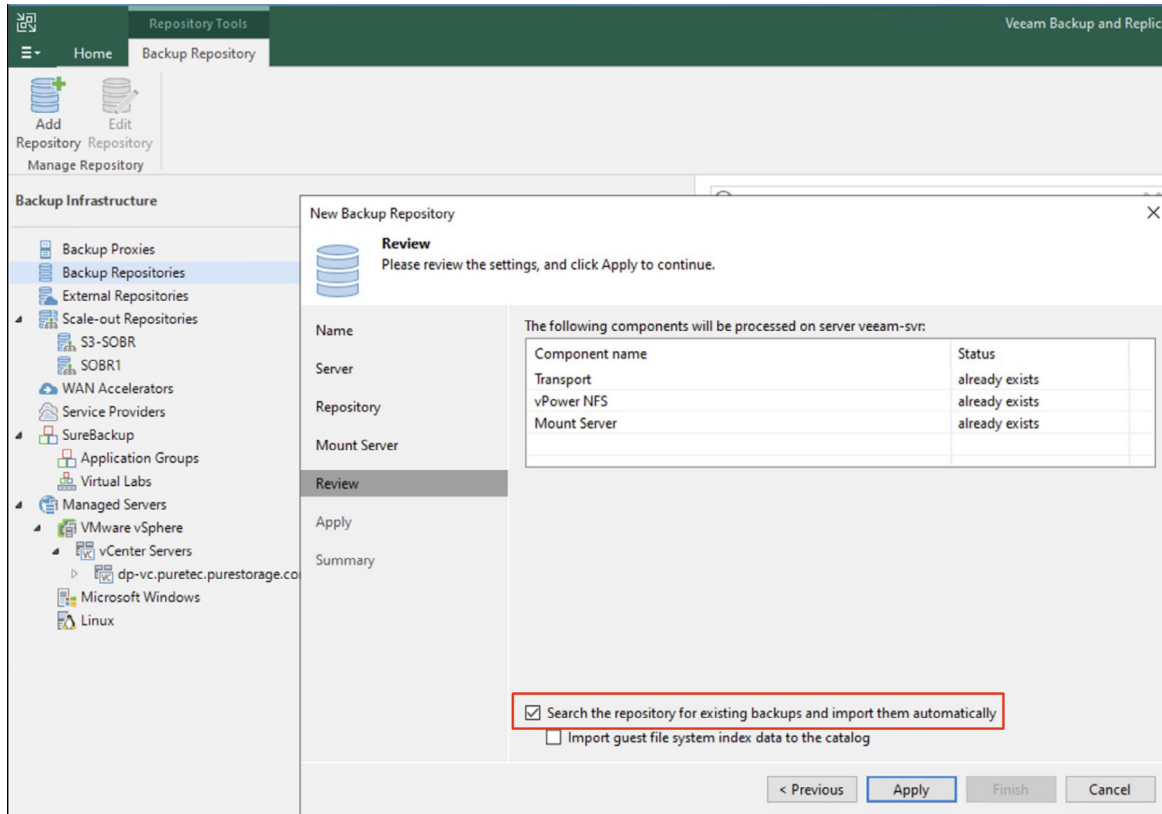 Repository Tools
Veeam Backup and Replic
Home Backup Repository
Add Repository
Edit Repository
Manage Repository
Backup Infrastructure
Backup Proxies
Backup Repositories
External Repositories
Scale-out Repositories
S3-SOBR
SOBR1
WAN Accelerators
Service Providers
SureBackup
Application Groups
Virtual Labs
Managed Servers
VMware vSphere
vCenter Servers
dp-vc.puretec.purestorage.co
Microsoft Windows
Linux
New Backup Repository
Review
Please review the settings, and click Apply to continue.
Name
Server
Repository
Mount Server
Review
Apply
Summary
The following components will be processed on server veeam-svr:
Component name Status
Transport already exists
vPower NFS already exists
Mount Server already exists
Search the repository for existing backups and import them automatically
Import guest file system index data to the catalog
< Previous Apply Finish Cancel